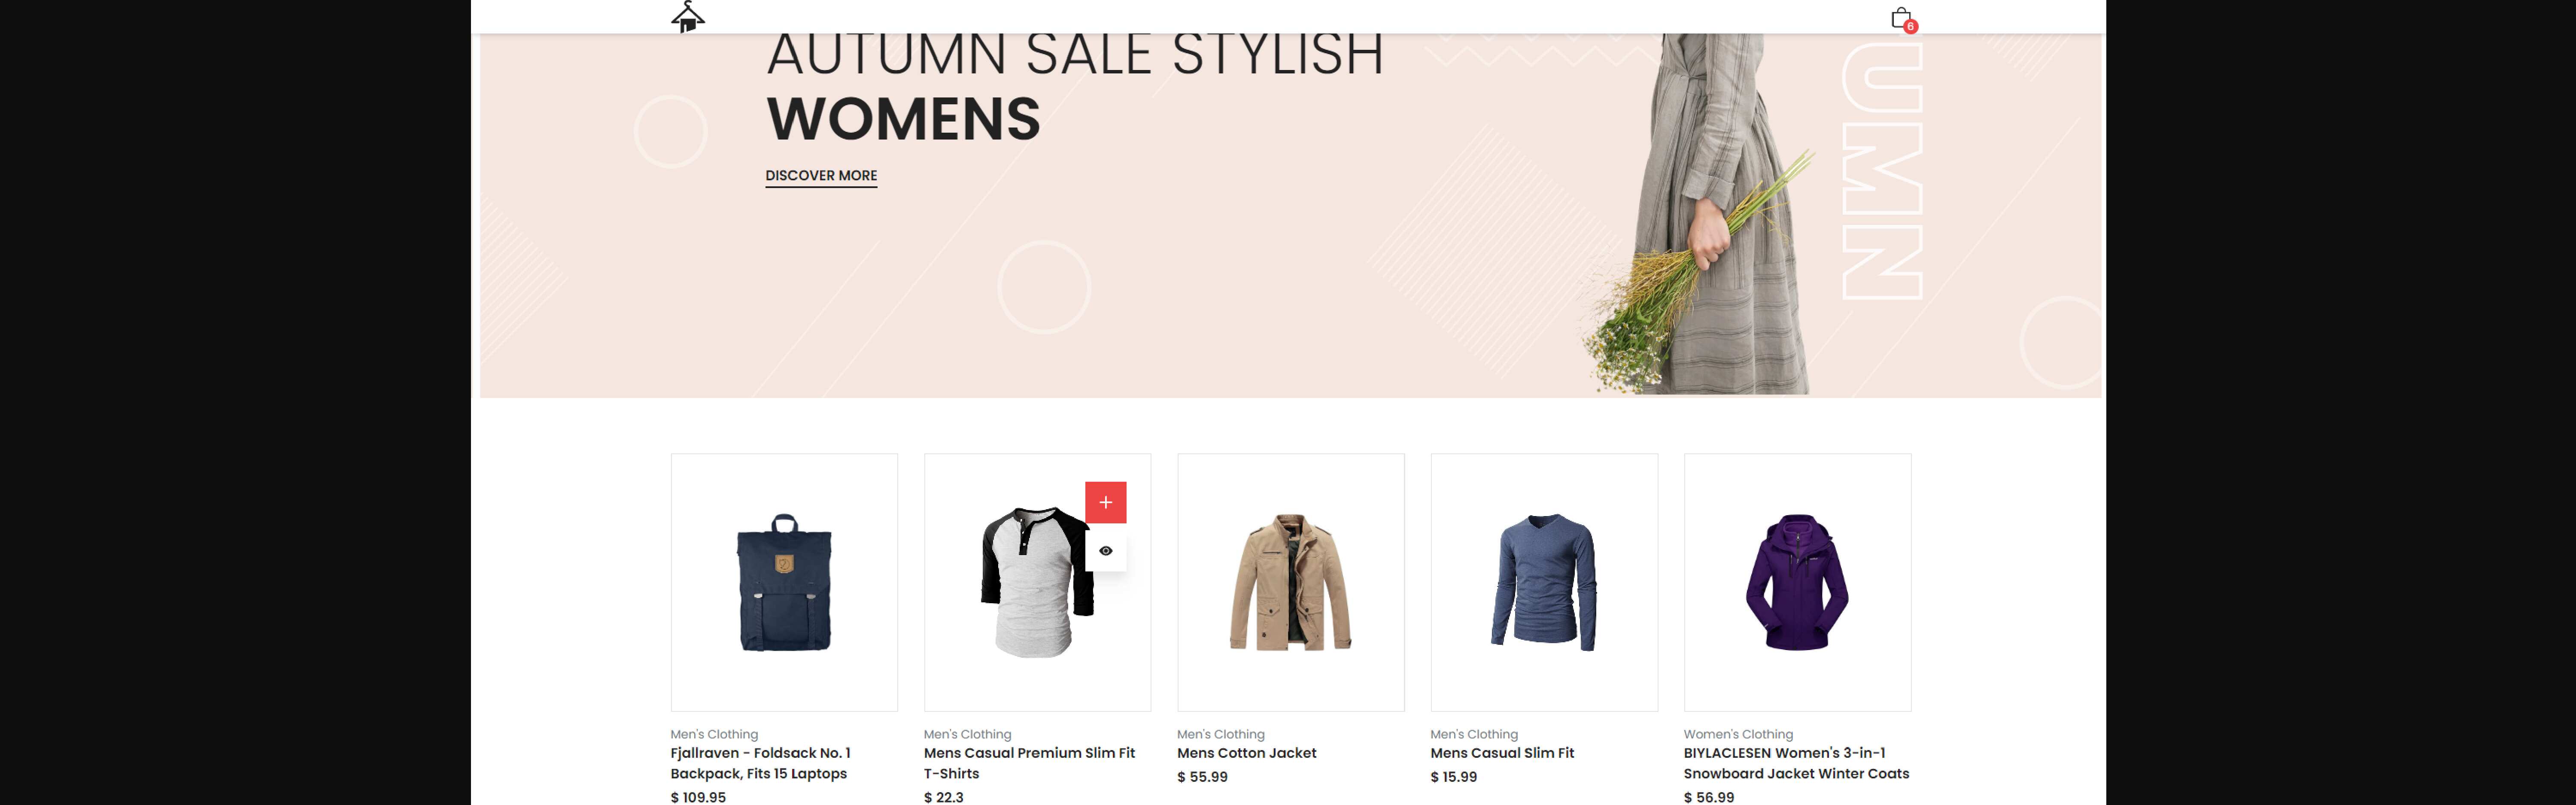 6
AUTUMN SALE STYLISH
WOMENS
DISCOVER MORE
UMN
Men's Clothing
Fjallraven - Foldsack No. 1
Backpack, Fits 15 Laptops
$ 109.95
Men's Clothing
Mens Casual Premium Slim Fit
T-Shirts
$ 22.3
Men's Clothing
Mens Cotton Jacket
$ 55.99
Men's Clothing
Mens Casual Slim Fit
$ 15.99
Women's Clothing
BIYLACLESEN Women's 3-in-1
Snowboard Jacket Winter Coats
$ 56.99